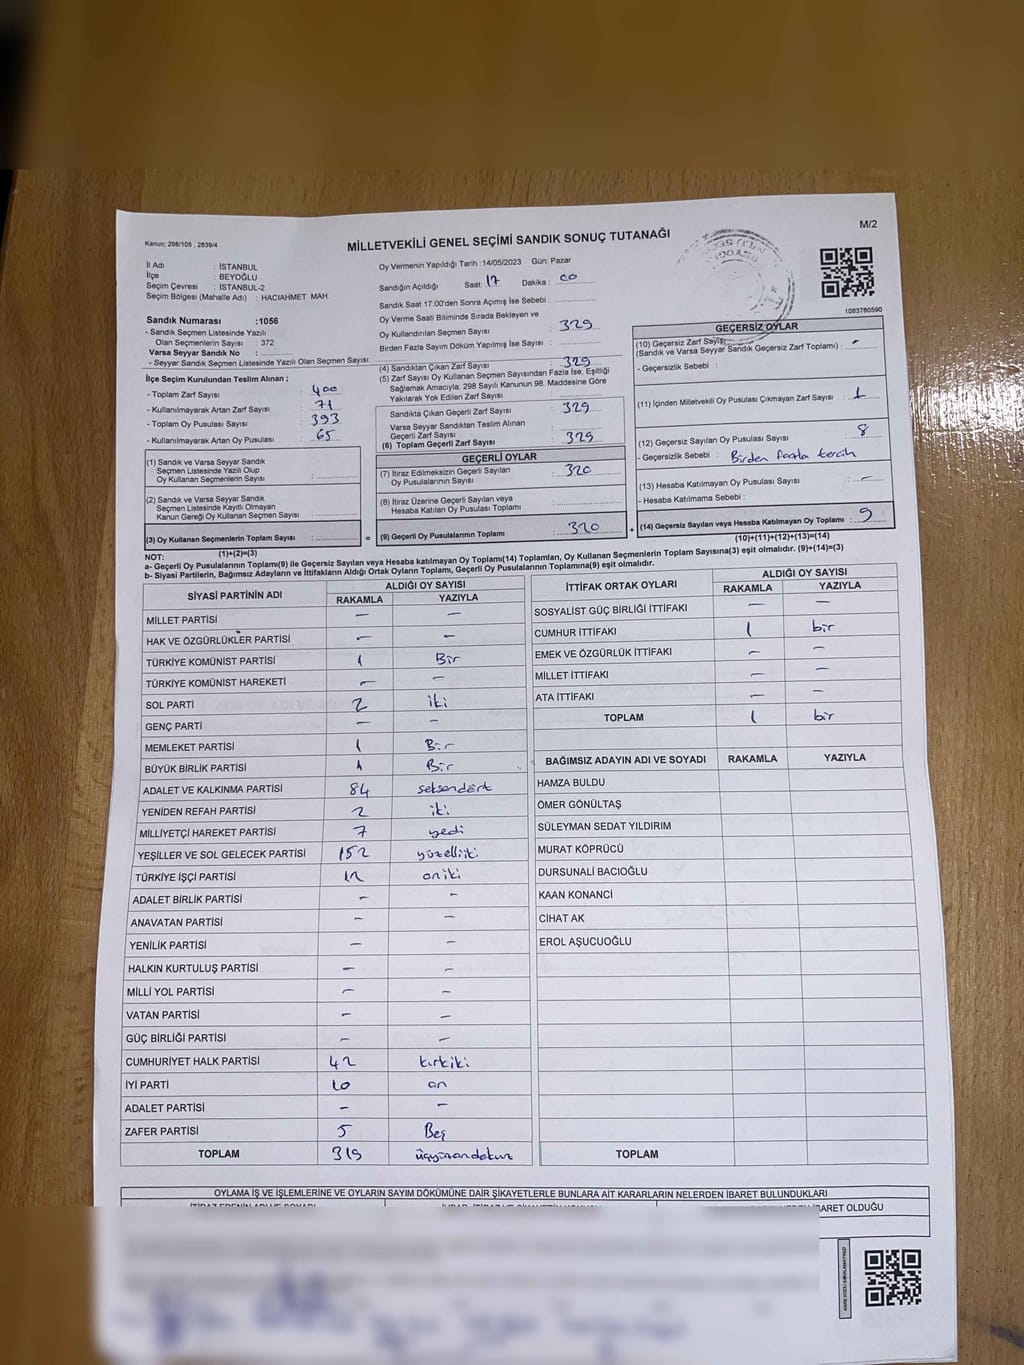 M/2
Kanun; 298/105 , 2839/4
MİLLETVEKİLİ GENEL SEÇİMİ SANDIK SONUÇ TUTANAĞI
İl Adı : İSTANBUL
İlçe : BEYOĞLU
Seçim Çevresi : İSTANBUL-2
Seçim Bölgesi (Mahalle Adı) : HACIAHMET MAH.
Sandık Numarası :1056
- Sandık Seçmen Listesinde Yazılı
Olan Seçmenlerin Sayısı : 372
Varsa Seyyar Sandık No :
- Seyyar Sandık Seçmen Listesinde Yazılı Olan Seçmen Sayısı:
İlçe Seçim Kurulundan Teslim Alınan ;
- Toplam Zarf Sayısı : 400
- Kullanılmayarak Artan Zarf Sayısı : 71
- Toplam Oy Pusulası Sayısı : 393
- Kullanılmayarak Artan Oy Pusulası : 65
(1) Sandık ve Varsa Seyyar Sandık
Seçmen Listesinde Yazılı Olup
Oy Kullanan Seçmenlerin Sayısı :
(2) Sandık ve Varsa Seyyar Sandık
Seçmen Listesinde Kayıtlı Olmayan
Kanun Gereği Oy Kullanan Seçmen Sayısı :
(3) Oy Kullanan Seçmenlerin Toplam Sayısı :
(1)+(2)=(3)
Oy Vermenin Yapıldığı Tarih :14/05/2023 Gün: Pazar
Sandığın Açıldığı Saat: 17 Dakika : 00
Sandık Saat 17:00'den Sonra Açılmış İse Sebebi :
Oy Verme Saati Bitiminde Sırada Bekleyen ve
Oy Kullandırılan Seçmen Sayısı : 329
Birden Fazla Sayım Döküm Yapılmış İse Sayısı :
(4) Sandıktan Çıkan Zarf Sayısı : 329
(5) Zarf Sayısı Oy Kullanan Seçmen Sayısından Fazla İse, Eşitliği
Sağlamak Amacıyla; 298 Sayılı Kanunun 98. Maddesine Göre
Yakılarak Yok Edilen Zarf Sayısı :
Sandıkta Çıkan Geçerli Zarf Sayısı : 329
Varsa Seyyar Sandıktan Teslim Alınan
Geçerli Zarf Sayısı :
(6) Toplam Geçerli Zarf Sayısı : 329
GEÇERLİ OYLAR
(7) İtiraz Edilmeksizin Geçerli Sayılan
Oy Pusulalarının Sayısı : 320
(8) İtiraz Üzerine Geçerli Sayılan veya
Hesaba Katılan Oy Pusulası Toplamı :
= (9) Geçerli Oy Pusulalarının Toplamı : 320 +
1083760590
GEÇERSİZ OYLAR
(10) Geçersiz Zarf Sayısı
(Sandık ve Varsa Seyyar Sandık Geçersiz Zarf Toplamı) : -
- Geçersizlik Sebebi :
(11) İçinden Milletvekili Oy Pusulası Çıkmayan Zarf Sayısı : 1
(12) Geçersiz Sayılan Oy Pusulası Sayısı : 8
- Geçersizlik Sebebi : Birden fazla tercih
(13) Hesaba Katılmayan Oy Pusulası Sayısı : -
- Hesaba Katılmama Sebebi :
(14) Geçersiz Sayılan veya Hesaba Katılmayan Oy Toplamı : 9
(10)+(11)+(12)+(13)=(14)
NOT:
a- Geçerli Oy Pusulasının Toplamı(9) ile Geçersiz Sayılan veya Hesaba katılmayan Oy Toplamı(14) Toplamları, Oy Kullanan Seçmenlerin Toplam Sayısına(3) eşit olmalıdır. (9)+(14)=(3)
b- Siyasi Partilerin, Bağımsız Adayların ve İttifakların Aldığı Ortak Oyların Toplamı, Geçerli Oy Pusulalarının Toplamına(9) eşit olmalıdır.
SİYASİ PARTİNİN ADI ALDIĞI OY SAYISI
RAKAMLA YAZIYLA
MİLLET PARTİSİ - -
HAK VE ÖZGÜRLÜKLER PARTİSİ - -
TÜRKİYE KOMÜNİST PARTİSİ 1 Bir
TÜRKİYE KOMÜNİST HAREKETİ - -
SOL PARTİ 2 iki
GENÇ PARTİ - -
MEMLEKET PARTİSİ 1 Bir
BÜYÜK BİRLİK PARTİSİ 1 Bir
ADALET VE KALKINMA PARTİSİ 84 seksendört
YENİDEN REFAH PARTİSİ 2 iki
MİLLİYETÇİ HAREKET PARTİSİ 7 yedi
YEŞİLLER VE SOL GELECEK PARTİSİ 152 yüzelliiki
TÜRKİYE İŞÇİ PARTİSİ 12 oniki
ADALET BİRLİK PARTİSİ - -
ANAVATAN PARTİSİ - -
YENİLİK PARTİSİ - -
HALKIN KURTULUŞ PARTİSİ - -
MİLLİ YOL PARTİSİ - -
VATAN PARTİSİ - -
GÜÇ BİRLİĞİ PARTİSİ - -
CUMHURİYET HALK PARTİSİ 42 kırkiki
İYİ PARTİ 10 on
ADALET PARTİSİ - -
ZAFER PARTİSİ 5 Beş
TOPLAM 319 üçyüzondokuz
İTTİFAK ORTAK OYLARI ALDIĞI OY SAYISI
RAKAMLA YAZIYLA
SOSYALİST GÜÇ BİRLİĞİ İTTİFAKI - -
CUMHUR İTTİFAKI 1 bir
EMEK VE ÖZGÜRLÜK İTTİFAKI - -
MİLLET İTTİFAKI - -
ATA İTTİFAKI - -
TOPLAM 1 bir
BAĞIMSIZ ADAYIN ADI VE SOYADI RAKAMLA YAZIYLA
HAMZA BULDU
ÖMER GÖNÜLTAŞ
SÜLEYMAN SEDAT YILDIRIM
MURAT KÖPRÜCÜ
DURSUNALİ BACIOĞLU
KAAN KONANCİ
CİHAT AK
EROL AŞUCUOĞLU
TOPLAM
OYLAMA İŞ VE İŞLEMLERİNE VE OYLARIN SAYIM DÖKÜMÜNE DAİR ŞİKAYETLERLE BUNLARA AİT KARARLARIN NELERDEN İBARET BULUNDUKLARI
İBARET OLDUĞU